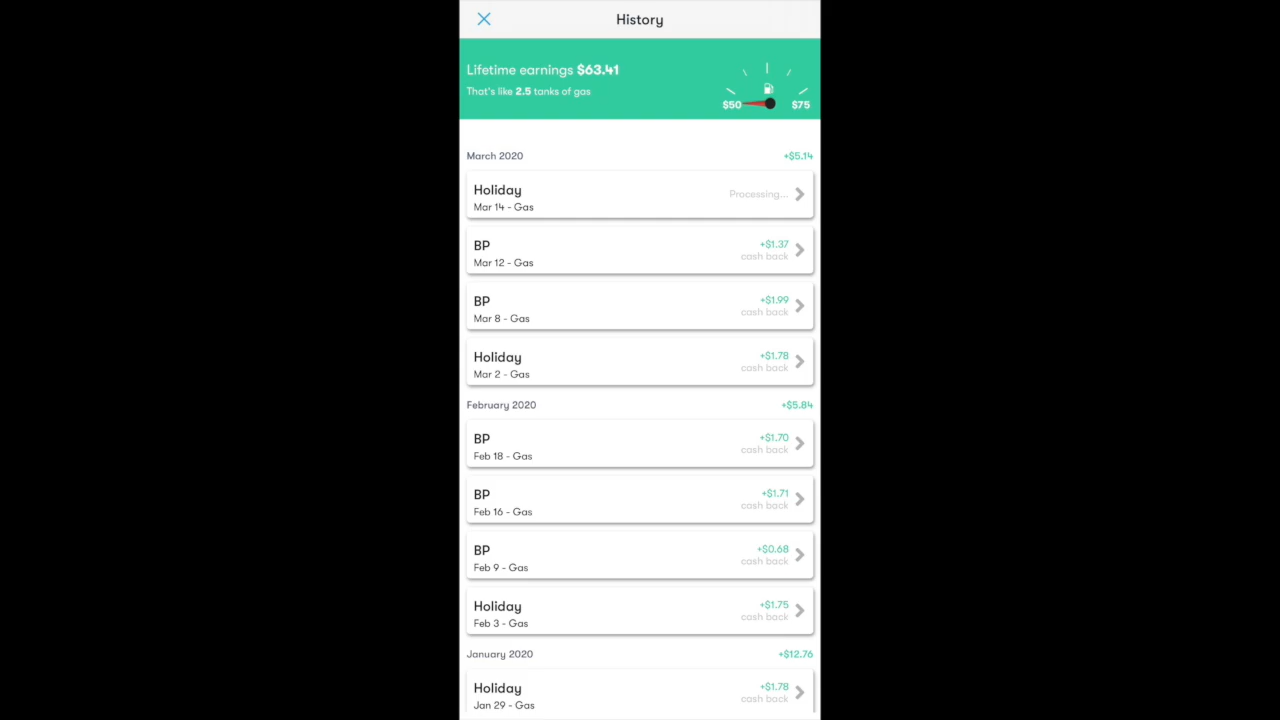 History
Lifetime earnings $63.41
That's like 2.5 tanks of gas
$50 $75
March 2020 +$5.14
Holiday
Mar 14 - Gas
Processing...
BP
Mar 12 - Gas
+$1.37
cash back
BP
Mar 8 - Gas
+$1.99
cash back
Holiday
Mar 2 - Gas
+$1.78
cash back
February 2020 +$5.84
BP
Feb 18 - Gas
+$1.70
cash back
BP
Feb 16 - Gas
+$1.71
cash back
BP
Feb 9 - Gas
+$0.68
cash back
Holiday
Feb 3 - Gas
+$1.75
cash back
January 2020 +$12.76
Holiday
Jan 29 - Gas
+$1.78
cash back